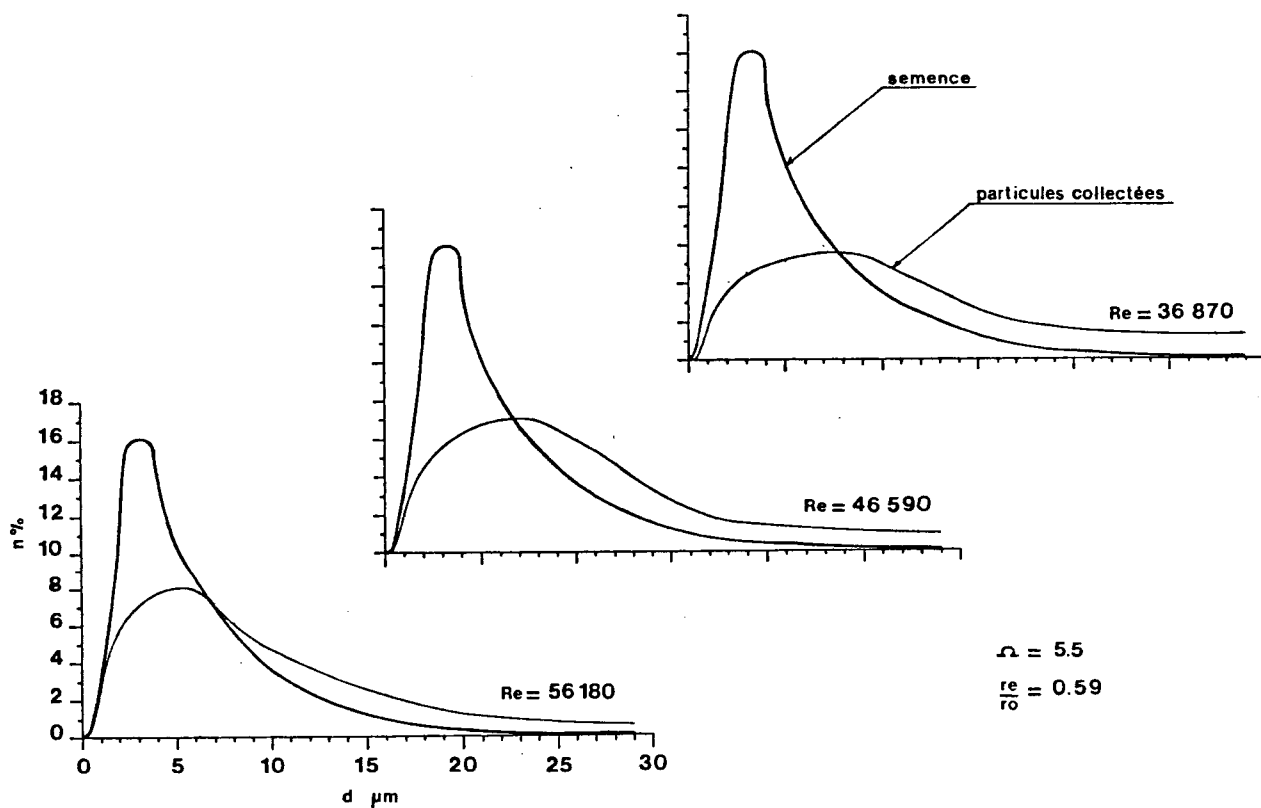 semence
particules collectées
Re = 36 870
Re = 46 590
18
16
14
12
10
8
6
4
2
0
n %
Re = 56 180
0 5 10 15 20 25 30
d µm
Ω = 5.5
re/ro = 0.59